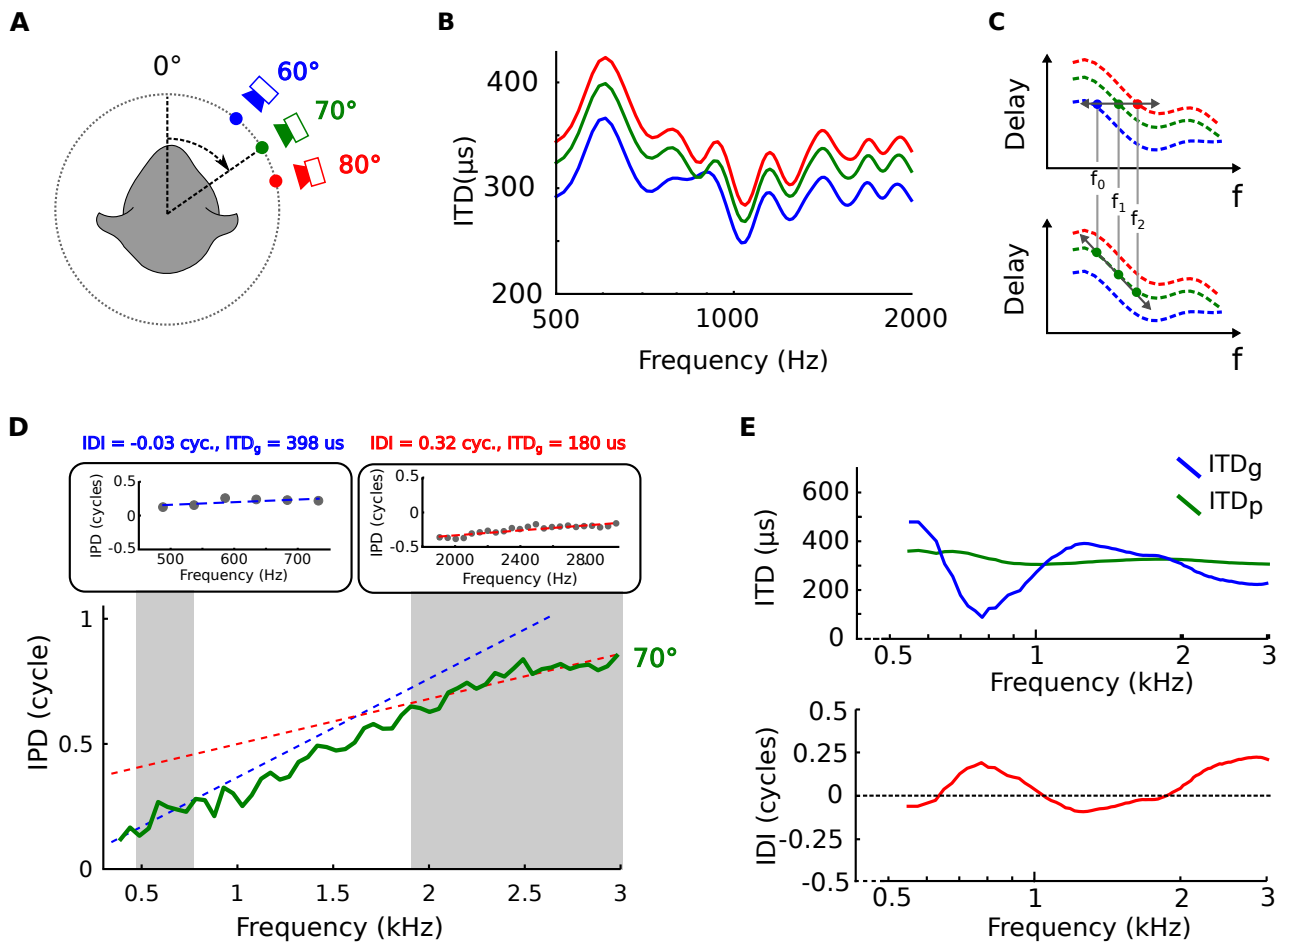 A
0°
60°
70°
80°
B
ITD(µs)
400
300
200
500
1000
2000
Frequency (Hz)
C
Delay
f
f0
f1
f2
Delay
f
D
IDI = -0.03 cyc., ITDg = 398 us
IDI = 0.32 cyc., ITDg = 180 us
IPD (cycles)
0.5
0
-0.5
500
600
700
Frequency (Hz)
IPD (cycles)
0.5
0
-0.5
2000
2400
2800
Frequency (Hz)
IPD (cycle)
1
0.5
0
70°
0.5
1
1.5
2
2.5
3
Frequency (kHz)
E
ITDg
ITDp
ITD (µs)
600
400
200
0
0.5
1
2
3
Frequency (kHz)
IDI (cycles)
0.5
0.25
0
-0.25
-0.5
0.5
1
2
3
Frequency (kHz)